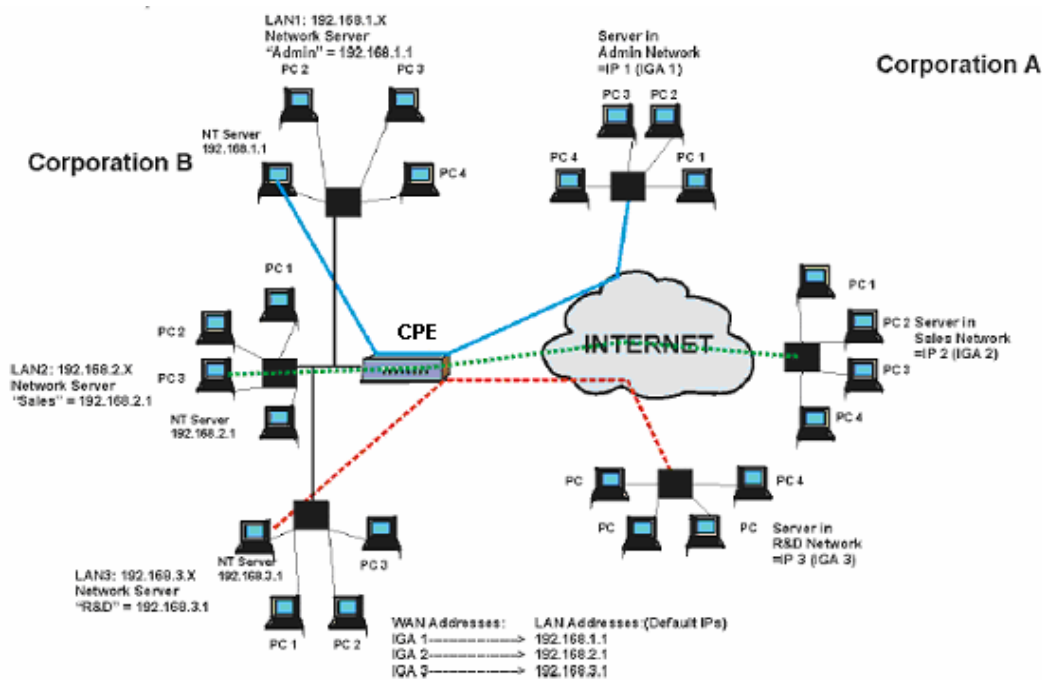 LAN1: 192.168.1.X
Network Server
"Admin" = 192.168.1.1
PC 2
PC 3
NT Server
192.168.1.1
PC 4
Corporation B
Server in
Admin Network
=IP 1 (IGA 1)
Corporation A
PC 3
PC 2
PC 4
PC 1
PC 1
PC 2
PC 3
LAN2: 192.168.2.X
Network Server
"Sales" = 192.168.2.1
NT Server
192.168.2.1
CPE
INTERNET
PC 1
PC 2
Server in
Sales Network
=IP 2 (IGA 2)
PC 3
PC 4
NT Server
192.168.3.1
PC 3
LAN3: 192.168.3.X
Network Server
"R&D" = 192.168.3.1
PC 1
PC 2
PC
PC 4
PC
PC
Server in
R&D Network
=IP 3 (IGA 3)
WAN Addresses: LAN Addresses:(Default IPs)
IGA 1---------------> 192.168.1.1
IGA 2---------------> 192.168.2.1
IGA 3---------------> 192.168.3.1